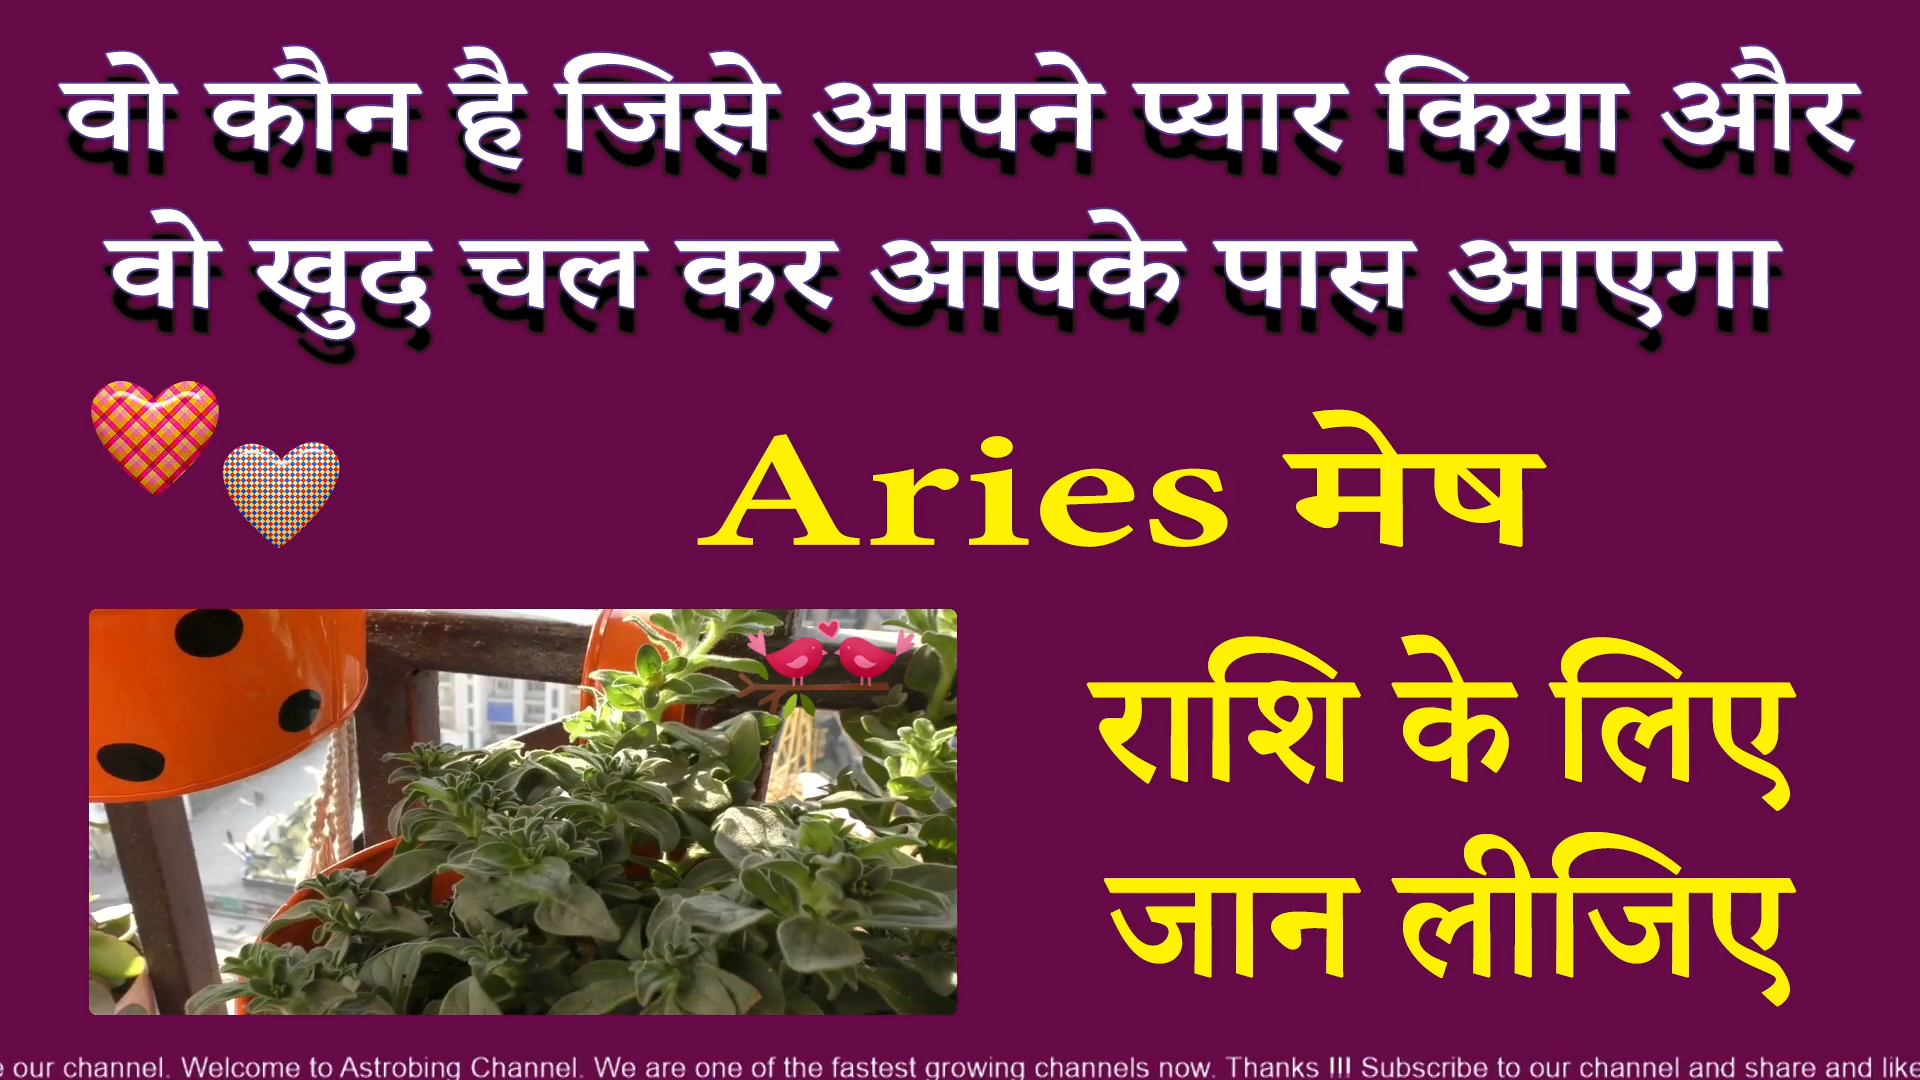 वो कौन है जिसे आपने प्यार किया और
वो खुद चल कर आपके पास आएगा
Aries मेष
राशि के लिए
जान लीजिए
our channel. Welcome to Astrobing Channel. We are one of the fastest growing channels now. Thanks !!! Subscribe to our channel and share and like